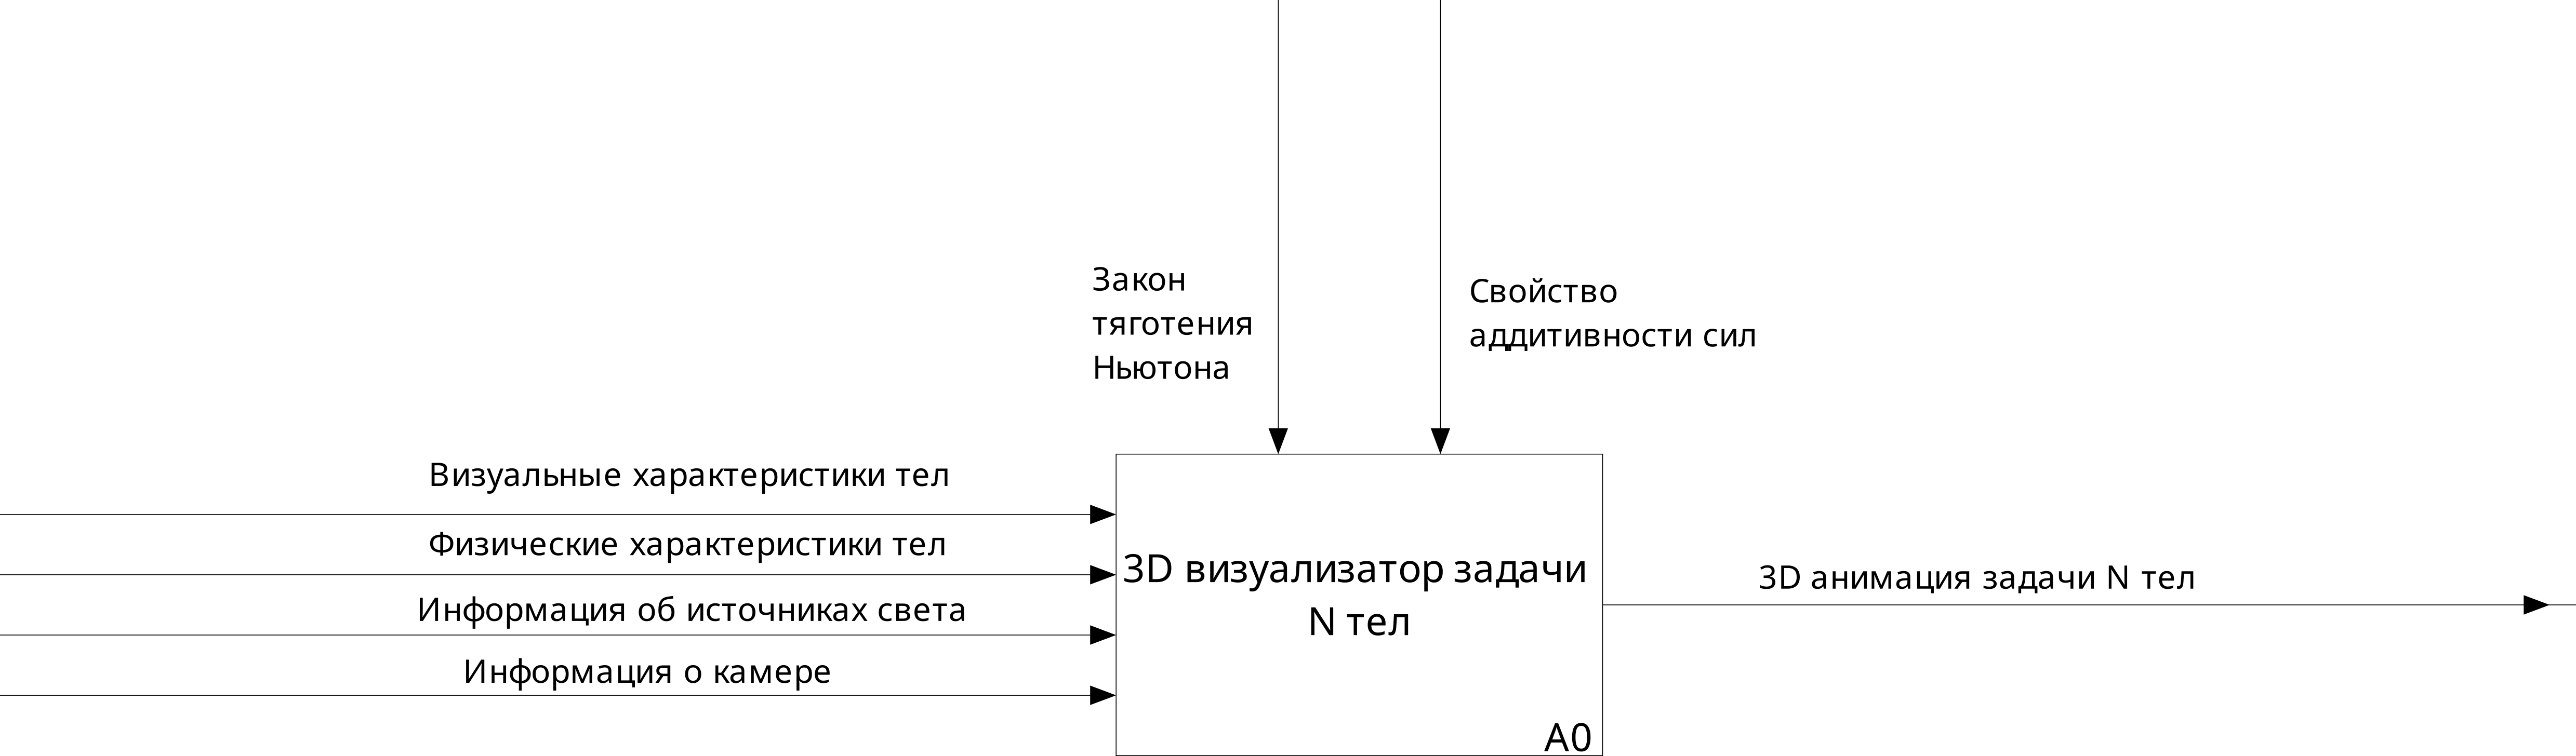 Закон
тяготения
Ньютона
Свойство
аддитивности сил
Визуальные характеристики тел
Физические характеристики тел
Информация об источниках света
Информация о камере
3D визуализатор задачи
N тел
A0
3D анимация задачи N тел